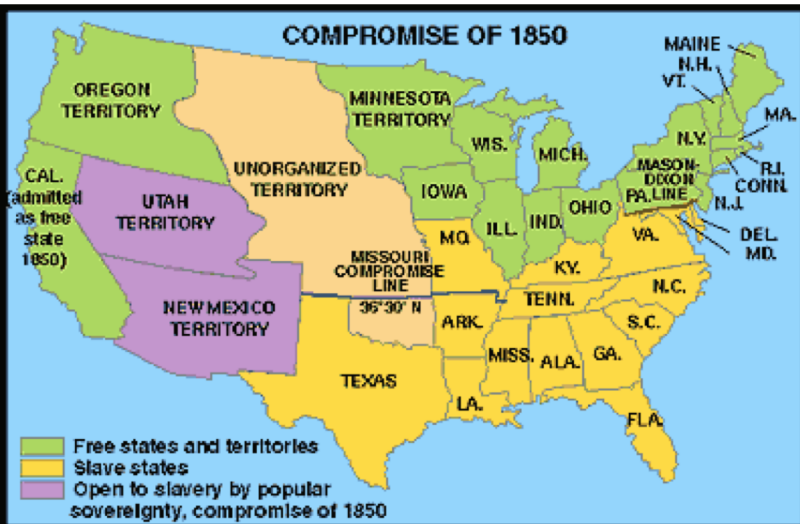 COMPROMISE OF 1850
MAINE
N.H.
VT.
MA.
R.I.
CONN.
N.J.
DEL.
MD.
OREGON
TERRITORY
MINNESOTA
TERRITORY
WIS.
MICH.
N.Y.
MASON-
DIXON
LINE
PA.
CAL.
(admitted
as free
state
1850)
UTAH
TERRITORY
UNORGANIZED
TERRITORY
IOWA
ILL.
IND.
OHIO
MO.
VA.
KY.
MISSOURI
COMPROMISE
LINE
36°30' N
NEW MEXICO
TERRITORY
TENN.
N.C.
ARK.
S.C.
MISS.
ALA.
GA.
TEXAS
LA.
FLA.
Free states and territories
Slave states
Open to slavery by popular
sovereignty, compromise of 1850